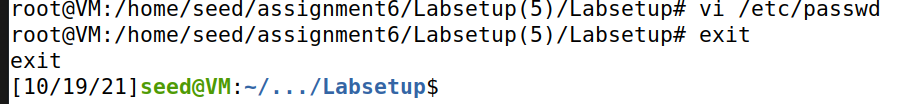 root@VM:/home/seed/assignment6/Labsetup(5)/Labsetup# vi /etc/passwd
root@VM:/home/seed/assignment6/Labsetup(5)/Labsetup# exit
exit
[10/19/21]seed@VM:~/.../Labsetup$